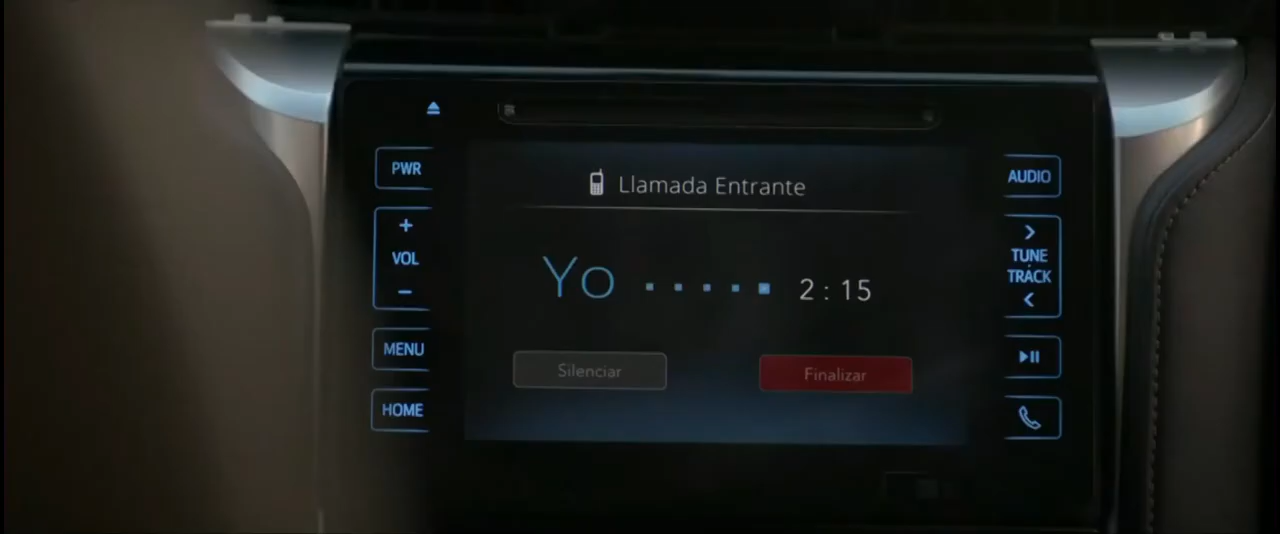 PWR
+
VOL
-
MENU
HOME
Llamada Entrante
Yo ..... 2 : 15
Silenciar
Finalizar
AUDIO
>
TUNE
TRACK
<